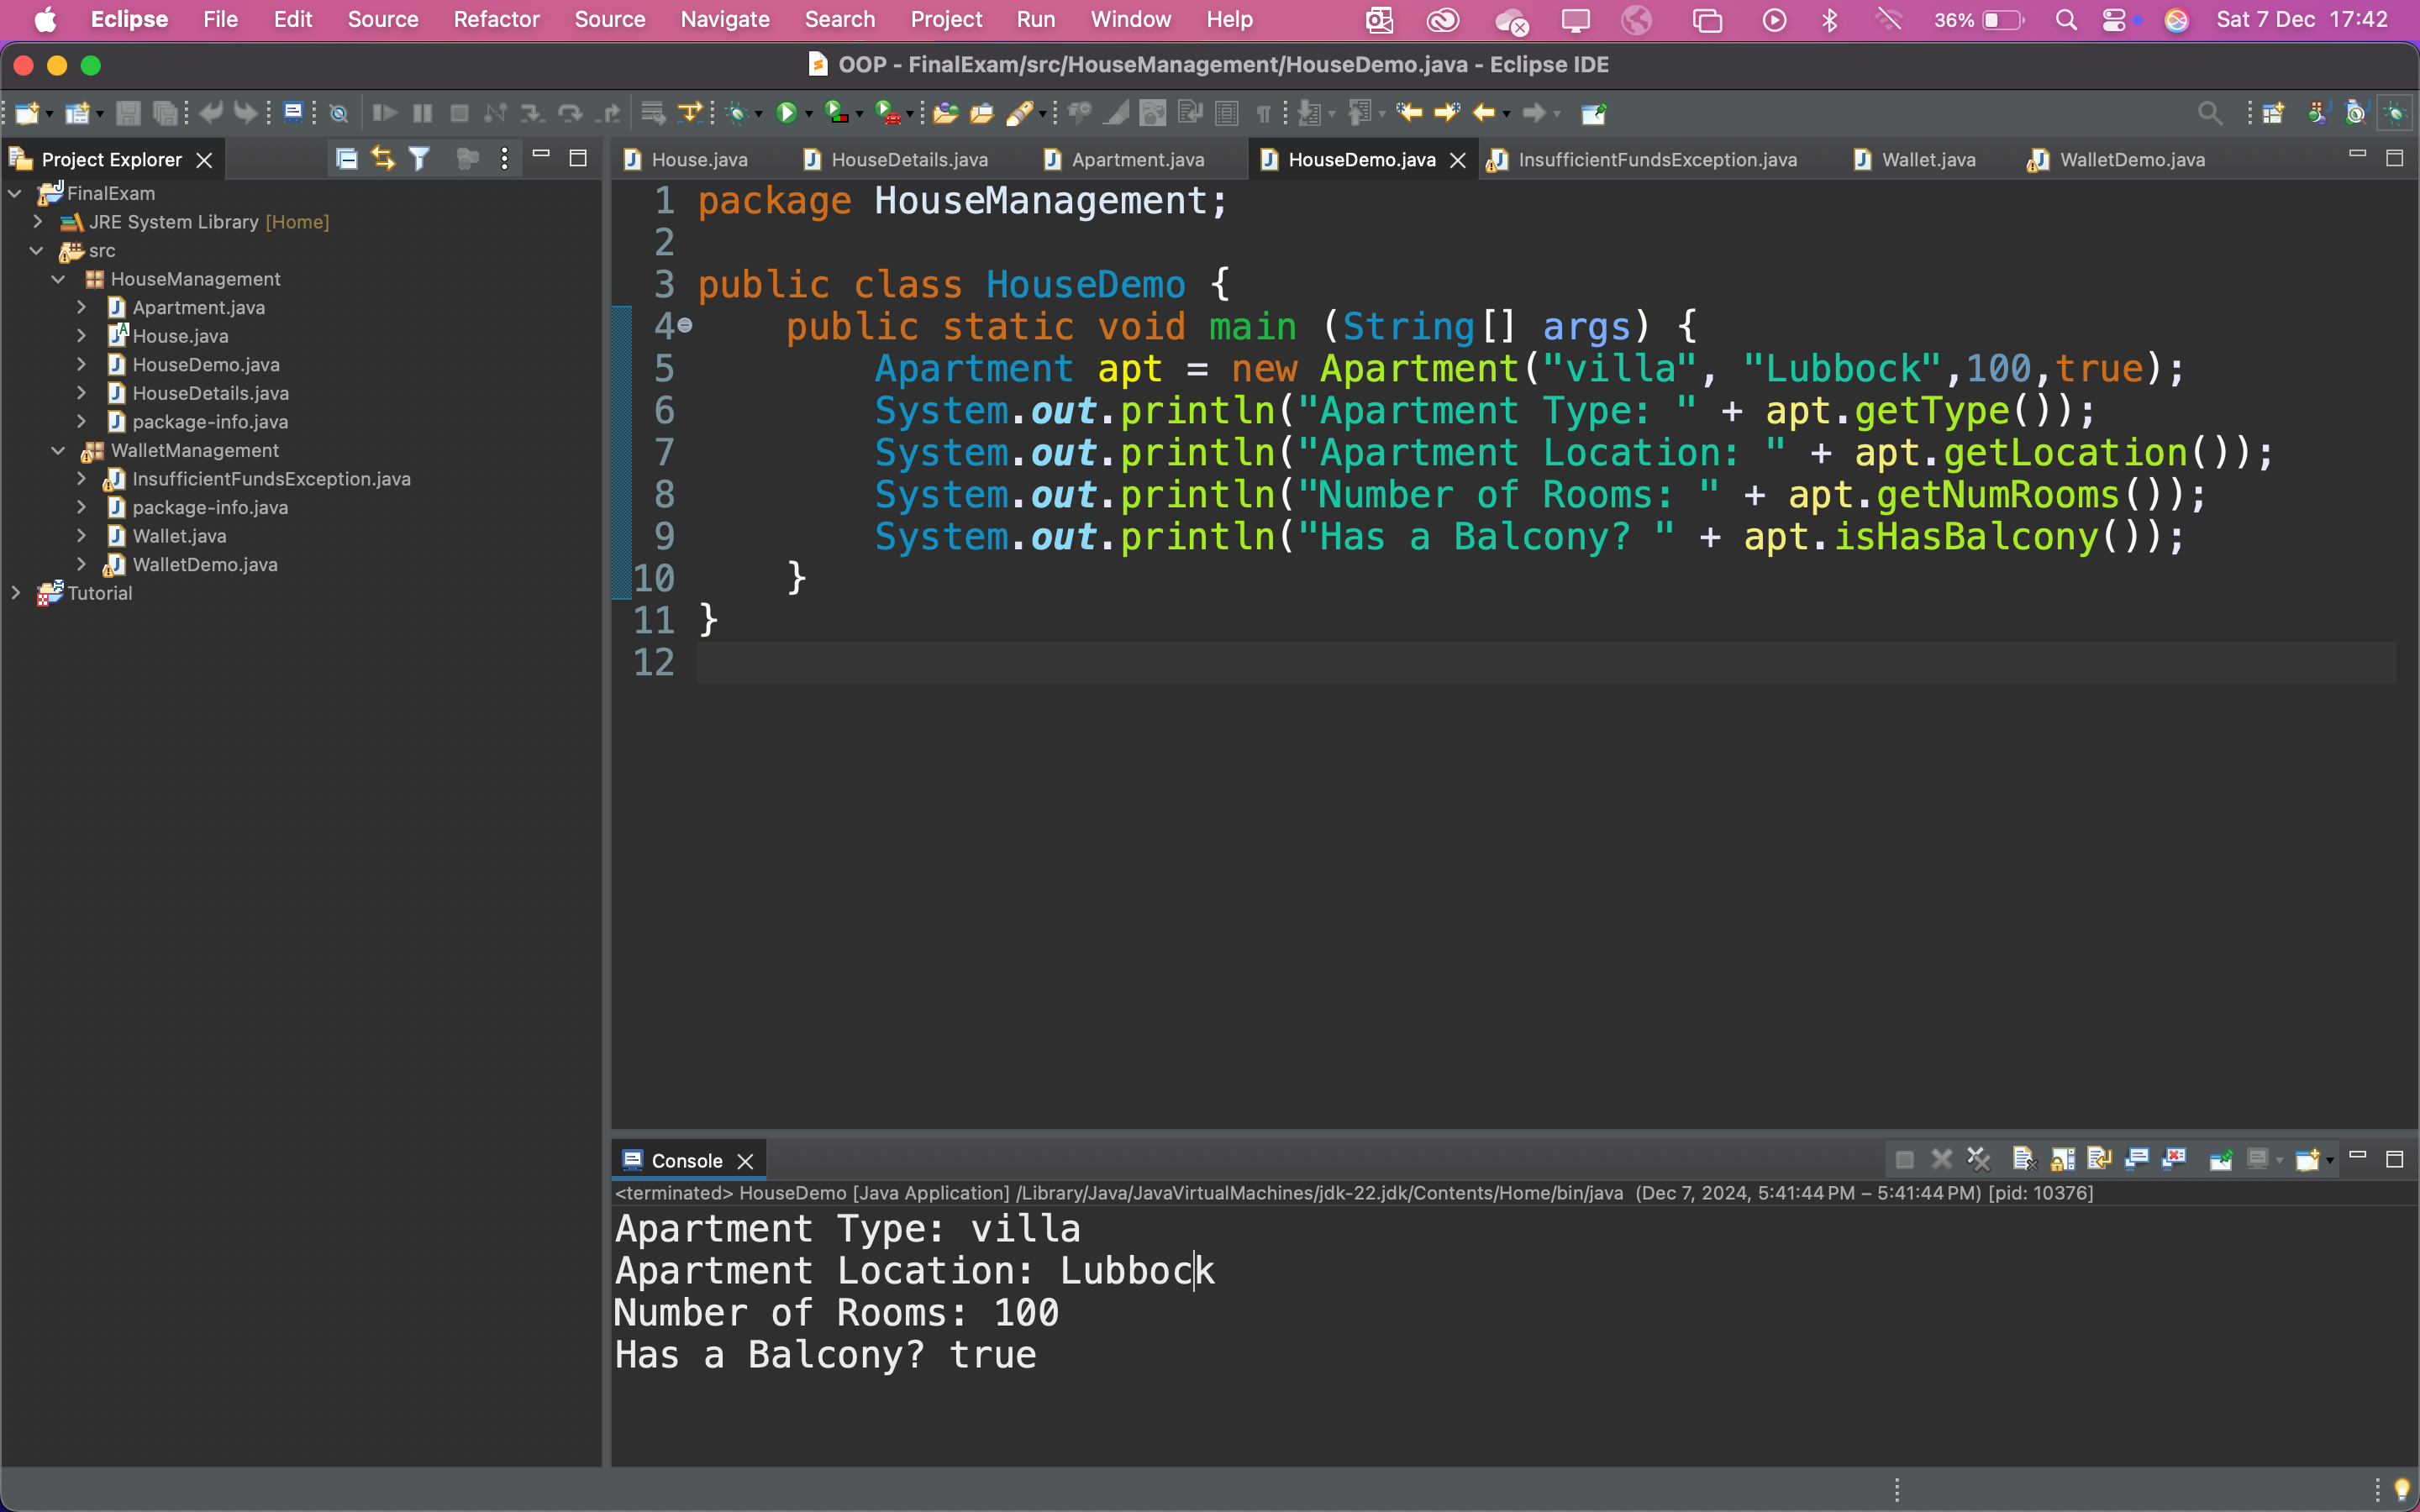 Eclipse File Edit Source Refactor Source Navigate Search Project Run Window Help 36% Sat 7 Dec 17:42
OOP - FinalExam/src/HouseManagement/HouseDemo.java - Eclipse IDE
Project Explorer
FinalExam
JRE System Library [Home]
src
HouseManagement
Apartment.java
House.java
HouseDemo.java
HouseDetails.java
package-info.java
WalletManagement
InsufficientFundsException.java
package-info.java
Wallet.java
WalletDemo.java
Tutorial
House.java HouseDetails.java Apartment.java HouseDemo.java InsufficientFundsException.java Wallet.java WalletDemo.java
1 package HouseManagement;
2
3 public class HouseDemo {
4 public static void main (String[] args) {
5 Apartment apt = new Apartment("villa", "Lubbock",100,true);
6 System.out.println("Apartment Type: " + apt.getType());
7 System.out.println("Apartment Location: " + apt.getLocation());
8 System.out.println("Number of Rooms: " + apt.getNumRooms());
9 System.out.println("Has a Balcony? " + apt.isHasBalcony());
10 }
11 }
12
Console
<terminated> HouseDemo [Java Application] /Library/Java/JavaVirtualMachines/jdk-22.jdk/Contents/Home/bin/java (Dec 7, 2024, 5:41:44 PM – 5:41:44 PM) [pid: 10376]
Apartment Type: villa
Apartment Location: Lubbock
Number of Rooms: 100
Has a Balcony? true